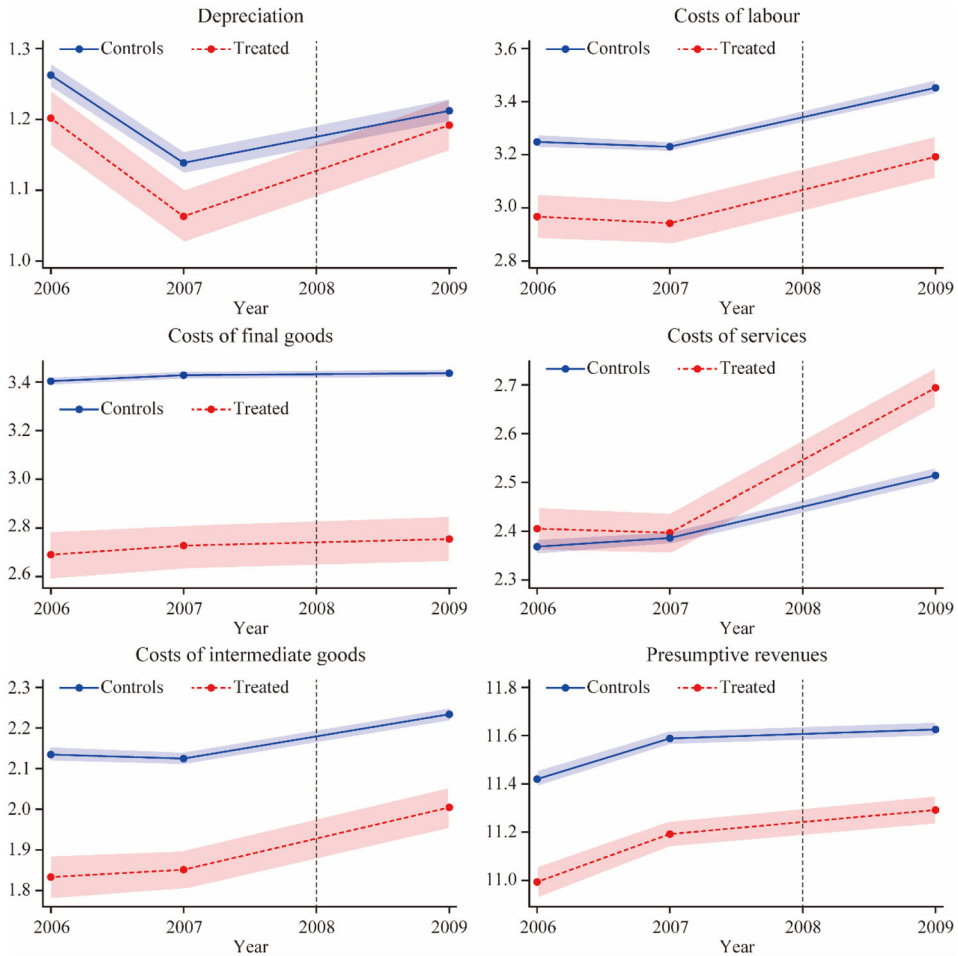 Depreciation
Controls Treated
1.3
1.2
1.1
1.0
2006 2007 2008 2009
Year
Costs of labour
Controls Treated
3.6
3.4
3.2
3.0
2.8
2006 2007 2008 2009
Year
Costs of final goods
3.4
Controls Treated
3.2
3.0
2.8
2.6
2006 2007 2008 2009
Year
Costs of services
Controls Treated
2.7
2.6
2.5
2.4
2.3
2006 2007 2008 2009
Year
Costs of intermediate goods
2.3
Controls Treated
2.2
2.1
2.0
1.9
1.8
2006 2007 2008 2009
Year
Presumptive revenues
11.8
Controls Treated
11.6
11.4
11.2
11.0
2006 2007 2008 2009
Year